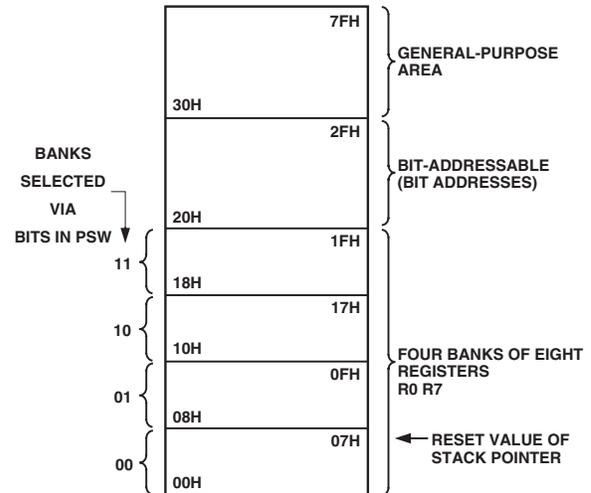 7FH
GENERAL-PURPOSE
AREA
30H
2FH
BANKS
SELECTED
VIA
BITS IN PSW
BIT-ADDRESSABLE
(BIT ADDRESSES)
20H
1FH
11
18H
17H
10
10H
FOUR BANKS OF EIGHT
REGISTERS
R0 R7
0FH
01
08H
07H
RESET VALUE OF
STACK POINTER
00
00H